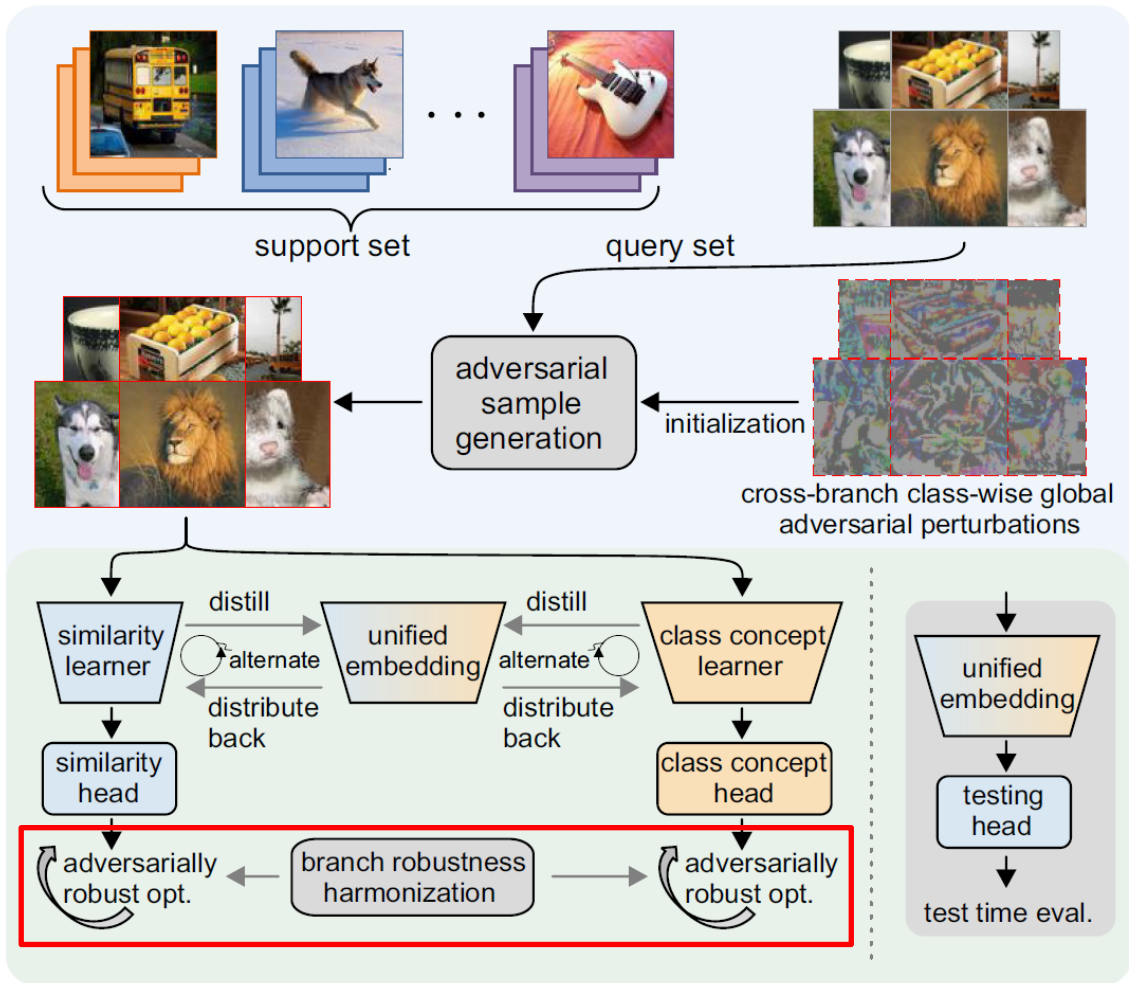 support set
query set
adversarial
sample
generation
initialization
cross-branch class-wise global
adversarial perturbations
similarity
learner
distill
alternate
distribute
back
unified
embedding
distill
alternate
distribute
back
class concept
learner
similarity
head
class concept
head
adversarially
robust opt.
branch robustness
harmonization
adversarially
robust opt.
unified
embedding
testing
head
test time eval.